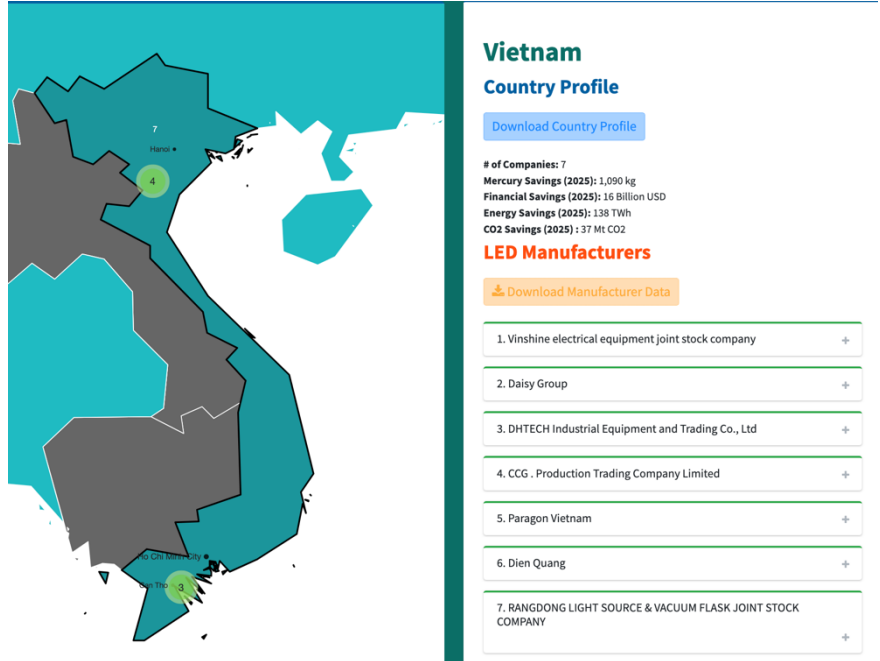 7
Hanoi
4
Ho Chi Minh City
Can Tho
3
Vietnam
Country Profile
Download Country Profile
# of Companies: 7
Mercury Savings (2025): 1,090 kg
Financial Savings (2025): 16 Billion USD
Energy Savings (2025): 138 TWh
CO2 Savings (2025) : 37 Mt CO2
LED Manufacturers
Download Manufacturer Data
1. Vinshine electrical equipment joint stock company
+
2. Daisy Group
+
3. DHTECH Industrial Equipment and Trading Co., Ltd
+
4. CCG . Production Trading Company Limited
+
5. Paragon Vietnam
+
6. Dien Quang
+
7. RANGDONG LIGHT SOURCE & VACUUM FLASK JOINT STOCK
COMPANY
+